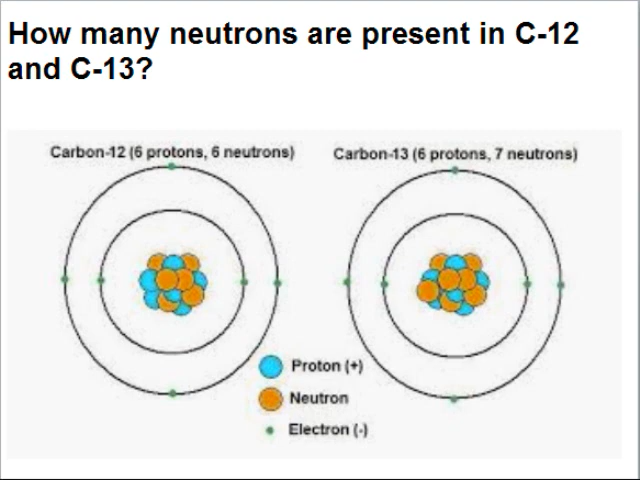 How many neutrons are present in C-12
and C-13?
Carbon-12 (6 protons, 6 neutrons)
Carbon-13 (6 protons, 7 neutrons)
Proton (+)
Neutron
Electron (-)